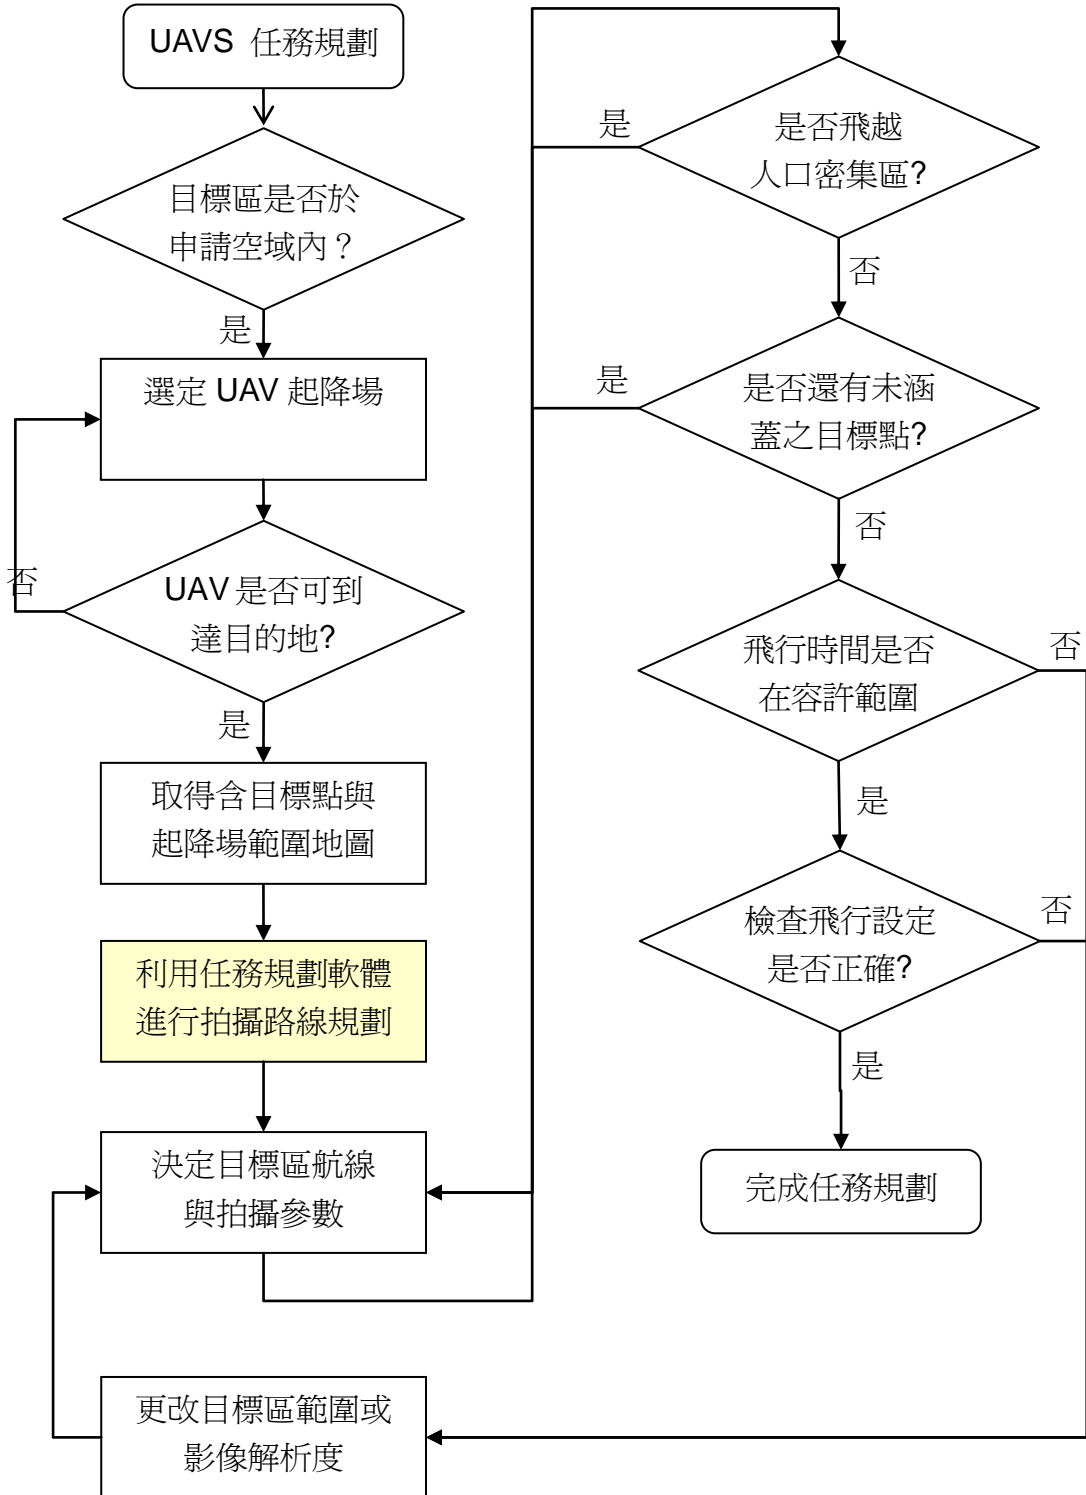 UAVS 任務規劃
目標區是否於
申請空域內？
是
選定 UAV 起降場
否
UAV 是否可到
達目的地?
是
取得含目標點與
起降場範圍地圖
利用任務規劃軟體
進行拍攝路線規劃
決定目標區航線
與拍攝參數
更改目標區範圍或
影像解析度
是
是否飛越
人口密集區?
否
是
是否還有未涵
蓋之目標點?
否
飛行時間是否
在容許範圍
否
是
檢查飛行設定
是否正確?
否
是
完成任務規劃